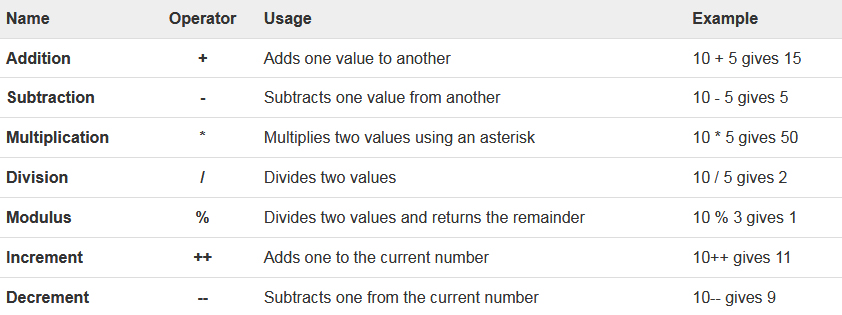 Name Operator Usage Example
Addition + Adds one value to another 10 + 5 gives 15
Subtraction - Subtracts one value from another 10 - 5 gives 5
Multiplication * Multiplies two values using an asterisk 10 * 5 gives 50
Division / Divides two values 10 / 5 gives 2
Modulus % Divides two values and returns the remainder 10 % 3 gives 1
Increment ++ Adds one to the current number 10++ gives 11
Decrement -- Subtracts one from the current number 10-- gives 9